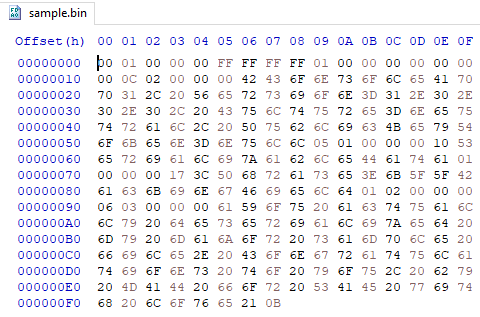 sample.bin
Offset(h) 00 01 02 03 04 05 06 07 08 09 0A 0B 0C 0D 0E 0F
00000000 00 01 00 00 00 FF FF FF FF 01 00 00 00 00 00 00
00000010 00 0C 02 00 00 00 42 43 6F 6E 73 6F 6C 65 41 70
00000020 70 31 2C 20 56 65 72 73 69 6F 6E 3D 31 2E 30 2E
00000030 30 2E 30 2C 20 43 75 6C 74 75 72 65 3D 6E 65 75
00000040 74 72 61 6C 2C 20 50 75 62 6C 69 63 4B 65 79 54
00000050 6F 6B 65 6E 3D 6E 75 6C 6C 05 01 00 00 00 10 53
00000060 65 72 69 61 6C 69 7A 61 62 6C 65 44 61 74 61 01
00000070 00 00 00 17 3C 50 68 72 61 73 65 3E 6B 5F 5F 42
00000080 61 63 6B 69 6E 67 46 69 65 6C 64 01 02 00 00 00
00000090 06 03 00 00 00 61 59 6F 75 20 61 63 74 75 61 6C
000000A0 6C 79 20 64 65 73 65 72 69 61 6C 69 7A 65 64 20
000000B0 6D 79 20 6D 61 6A 6F 72 20 73 61 6D 70 6C 65 20
000000C0 66 69 6C 65 2E 20 43 6F 6E 67 72 61 74 75 6C 61
000000D0 74 69 6F 6E 73 20 74 6F 20 79 6F 75 2C 20 62 79
000000E0 20 4D 41 44 20 66 6F 72 20 53 41 45 20 77 69 74
000000F0 68 20 6C 6F 76 65 21 0B